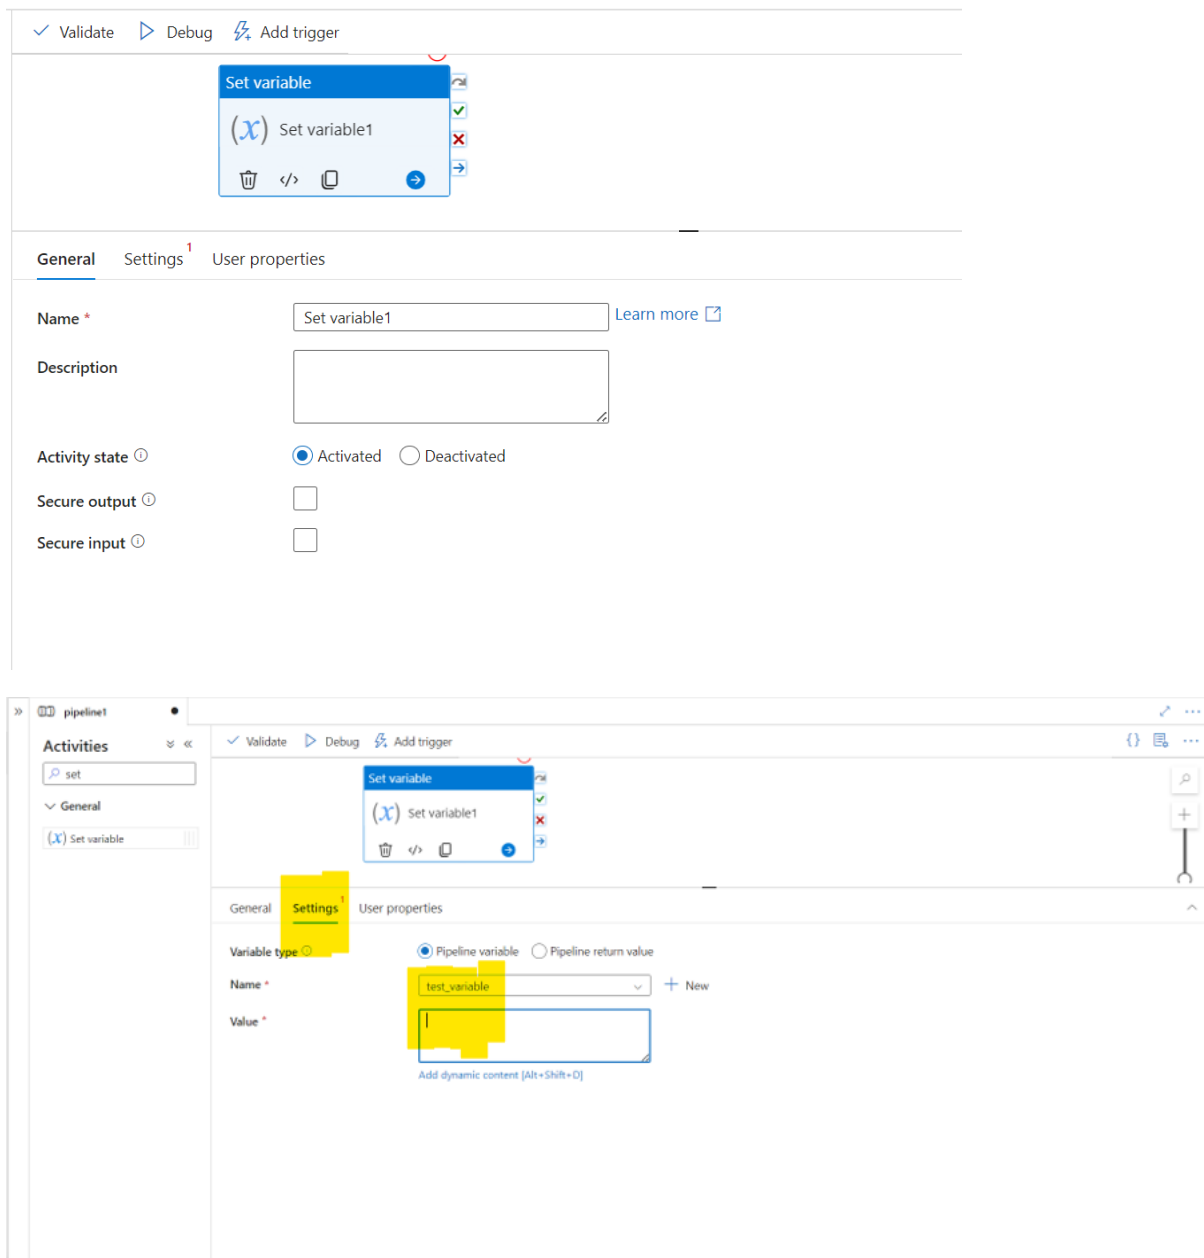 Validate Debug Add trigger
Set variable
(x) Set variable1
</>
General Settings 1 User properties
Name * Set variable1 Learn more
Description
Activity state Activated Deactivated
Secure output
Secure input
pipeline1
Activities
set
General
(x) Set variable
Validate Debug Add trigger
{}
Set variable
(x) Set variable1
</>
General Settings 1 User properties
Variable type Pipeline variable Pipeline return value
Name * test_variable + New
Value *
Add dynamic content [Alt+Shift+D]